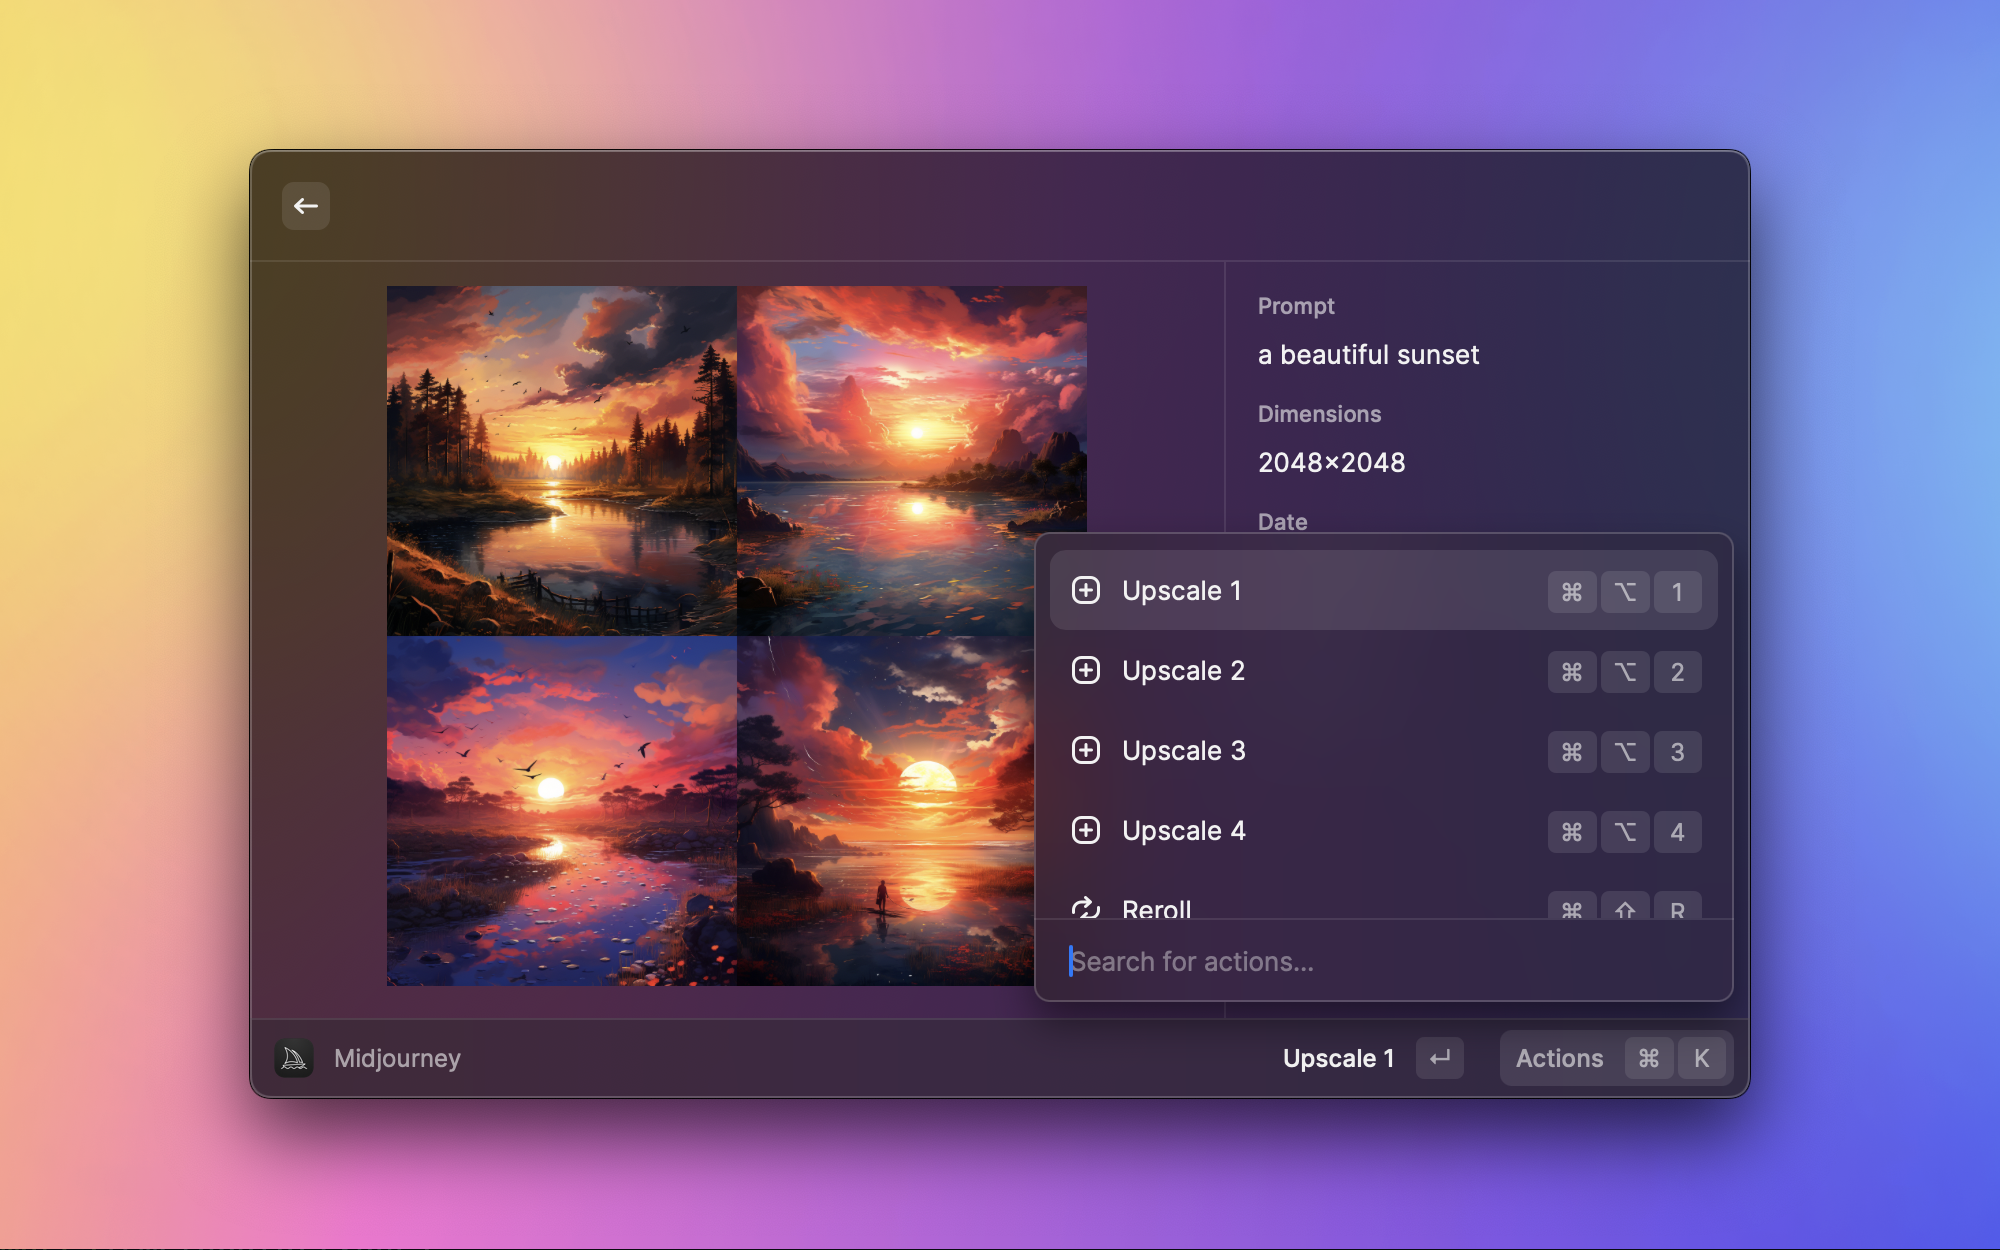 Prompt
a beautiful sunset
Dimensions
2048×2048
Date
Upscale 1 ⌘ ⌥ 1
Upscale 2 ⌘ ⌥ 2
Upscale 3 ⌘ ⌥ 3
Upscale 4 ⌘ ⌥ 4
Reroll ⌘ ⇧ R
Search for actions...
Midjourney
Upscale 1 ↵
Actions ⌘ K